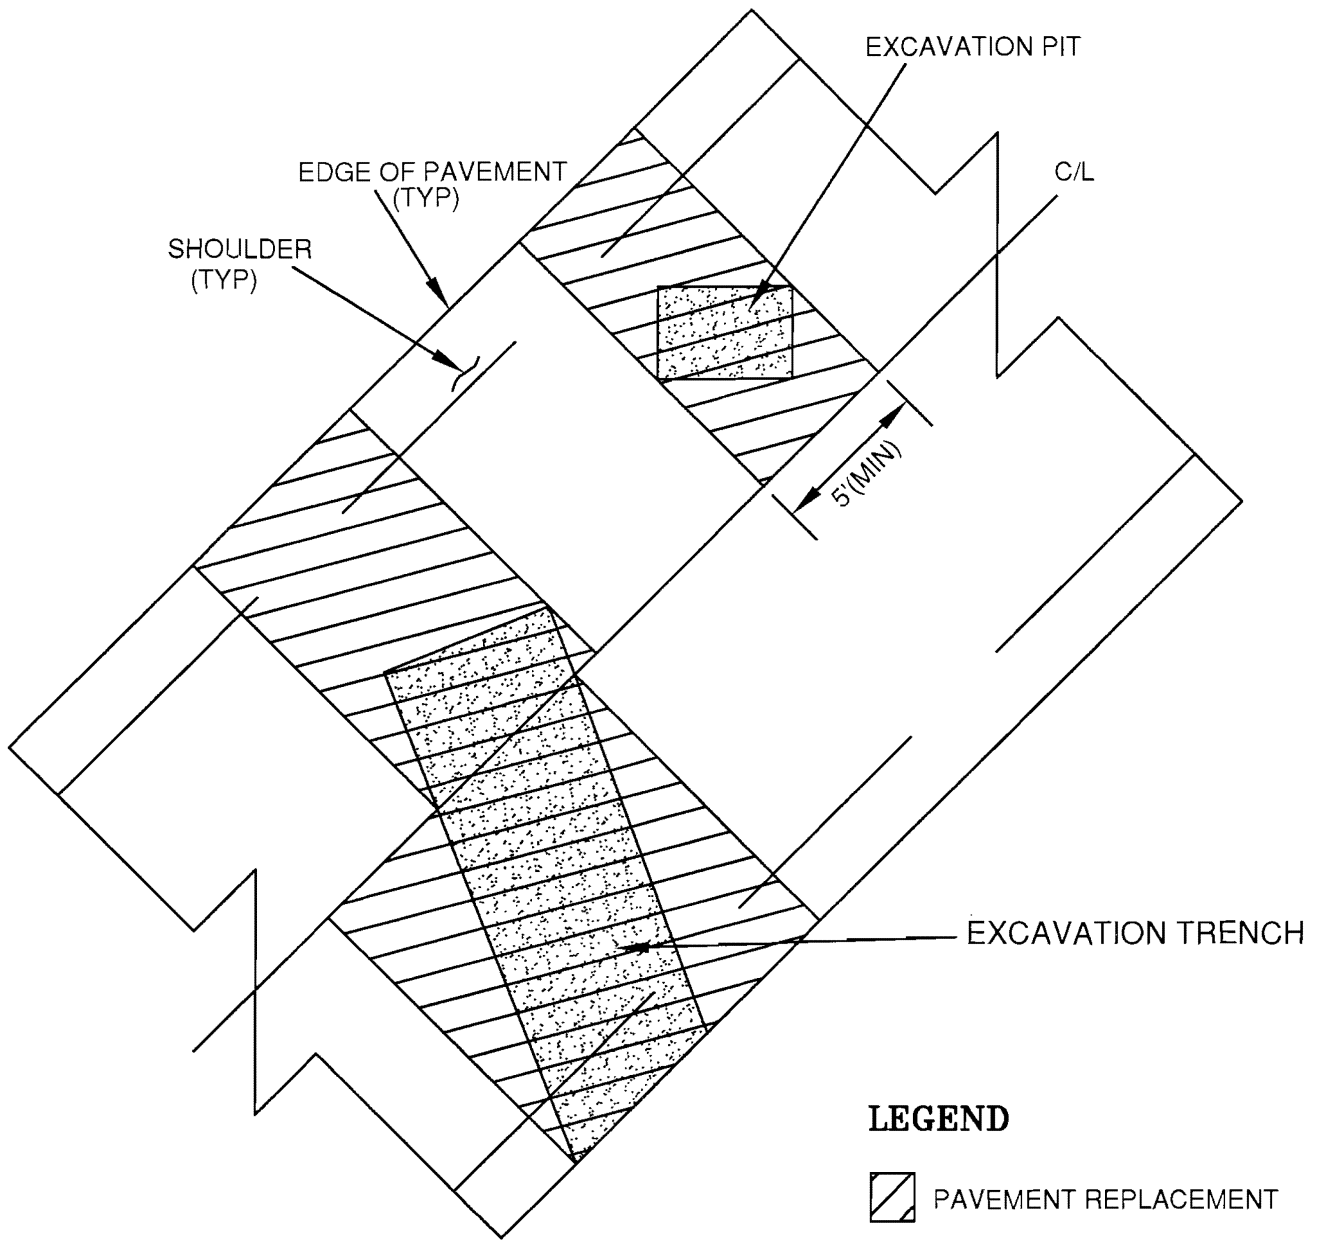 EXCAVATION PIT
EDGE OF PAVEMENT
(TYP)
C/L
SHOULDER
(TYP)
5'(MIN)
EXCAVATION TRENCH
LEGEND
PAVEMENT REPLACEMENT